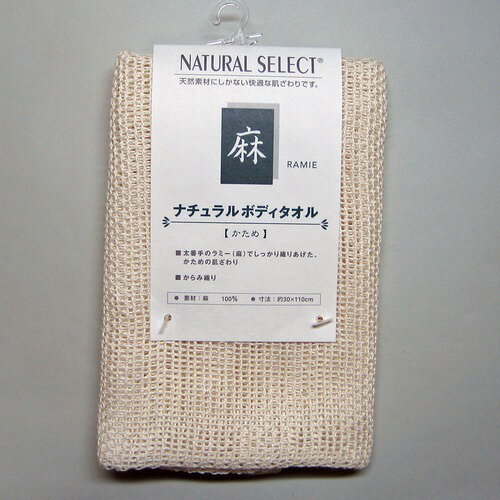 NATURAL SELECT®
天然素材にしかない快適な肌ざわりです。
麻
RAMIE
ナチュラルボディタオル
【かため】
■太番手のラミー(麻)でしっかり織りあげた、
かための肌ざわり
■からみ織り
● 素材:麻 100% ● 寸法:約30×110cm